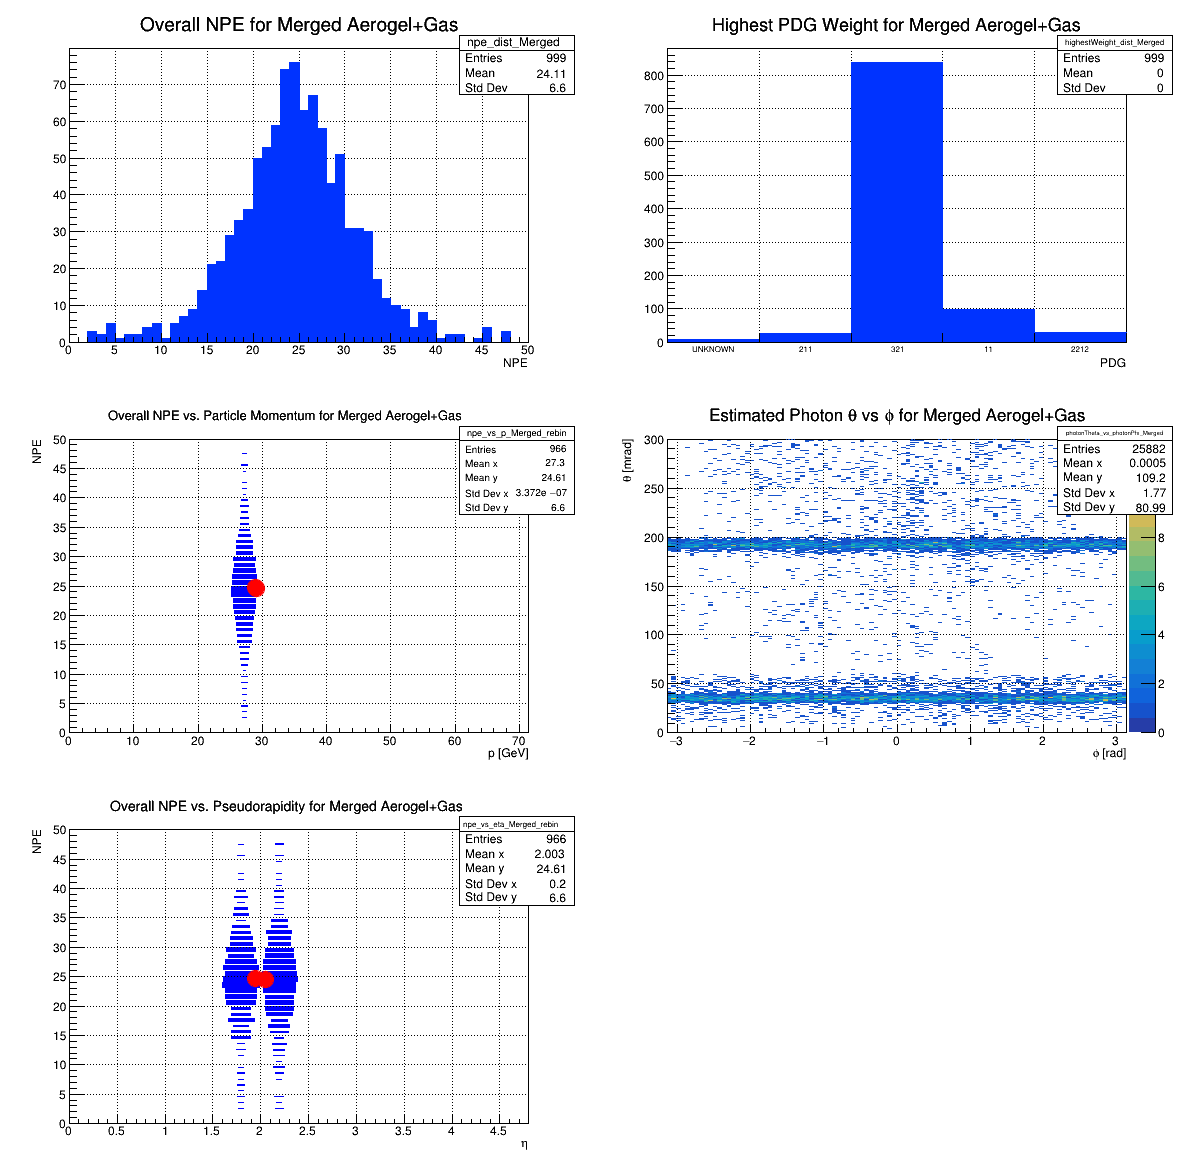 Overall NPE for Merged Aerogel+Gas
npe_dist_Merged
Entries 999
Mean 24.11
Std Dev 6.6
70
60
50
40
30
20
10
0
0 5 10 15 20 25 30 35 40 45 50
NPE
Highest PDG Weight for Merged Aerogel+Gas
highestWeight_dist_Merged
Entries 999
Mean 0
Std Dev 0
800
700
600
500
400
300
200
100
0
UNKNOWN 211 321 11 2212
PDG
Overall NPE vs. Particle Momentum for Merged Aerogel+Gas
npe_vs_p_Merged_rebin
Entries 966
Mean x 27.3
Mean y 24.61
Std Dev x 3.372e −07
Std Dev y 6.6
NPE
50
45
40
35
30
25
20
15
10
5
0
0 10 20 30 40 50 60 70
p [GeV]
Estimated Photon θ vs ϕ for Merged Aerogel+Gas
photonTheta_vs_photonPhi_Merged
Entries 25882
Mean x 0.0005
Mean y 109.2
Std Dev x 1.77
Std Dev y 80.99
θ [mrad]
300
250
200
150
100
50
0
−3 −2 −1 0 1 2 3
ϕ [rad]
8
6
4
2
0
Overall NPE vs. Pseudorapidity for Merged Aerogel+Gas
npe_vs_eta_Merged_rebin
Entries 966
Mean x 2.003
Mean y 24.61
Std Dev x 0.2
Std Dev y 6.6
NPE
50
45
40
35
30
25
20
15
10
5
0
0 0.5 1 1.5 2 2.5 3 3.5 4 4.5
η